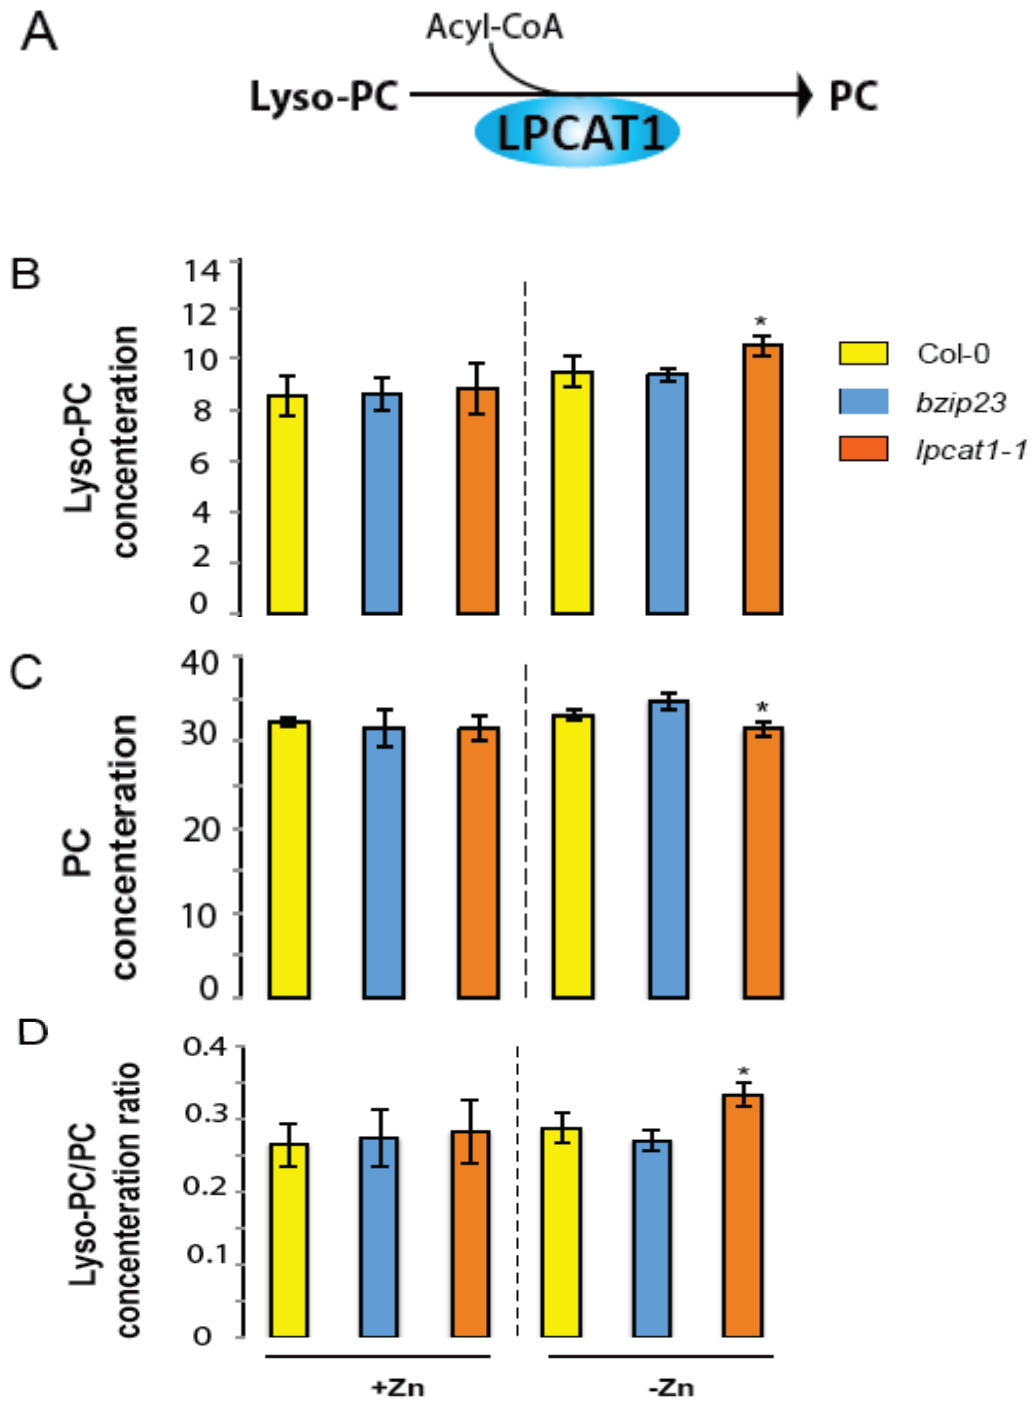 A
Acyl-CoA
Lyso-PC
PC
LPCAT1
B
Lyso-PC
concenteration
14
12
10
8
6
4
2
0
*
Col-0
bzip23
lpcat1-1
C
PC
concenteration
40
30
20
10
0
*
D
Lyso-PC/PC
concenteration ratio
0.4
0.3
0.2
0.1
0
*
+Zn
-Zn